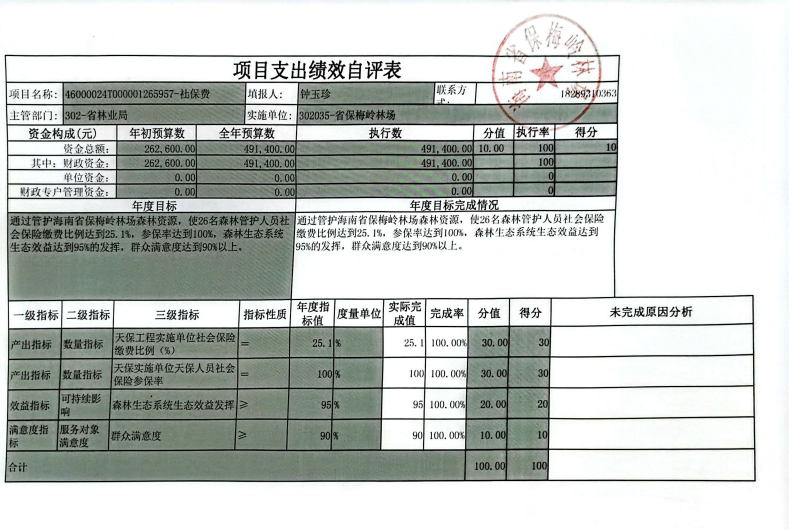 海南省保梅岭林场
项目支出绩效自评表
项目名称: 46000024T000001265957-社保费 填报人: 钟玉珍 联系方式: 18289310363
主管部门: 302-省林业局 实施单位: 302035-省保梅岭林场
资金构成(元) 年初预算数 全年预算数 执行数 分值 执行率 得分
资金总额: 262,600.00 491,400.00 491,400.00 10.00 100 10
其中: 财政资金: 262,600.00 491,400.00 491,400.00 100
单位资金: 0.00 0.00 0.00 0
财政专户管理资金: 0.00 0.00 0.00 0
年度目标 年度目标完成情况
通过管护海南省保梅岭林场森林资源，使26名森林管护人员社
会保险缴费比例达到25.1%，参保率达到100%，森林生态系统
生态效益达到95%的发挥，群众满意度达到90%以上。
通过管护海南省保梅岭林场森林资源，使26名森林管护人员社会保险
缴费比例达到25.1%，参保率达到100%，森林生态系统生态效益达到
95%的发挥，群众满意度达到90%以上。
一级指标 二级指标 三级指标 指标性质 年度指标值 度量单位 实际完成值 完成率 分值 得分 未完成原因分析
产出指标 数量指标 天保工程实施单位社会保险缴费比例（%） ＝ 25.1 % 25.1 100.00% 30.00 30
产出指标 数量指标 天保实施单位天保人员社会保险参保率 ＝ 100 % 100 100.00% 30.00 30
效益指标 可持续影响 森林生态系统生态效益发挥 ≥ 95 % 95 100.00% 20.00 20
满意度指标 服务对象满意度 群众满意度 ≥ 90 % 90 100.00% 10.00 10
合计 100.00 100